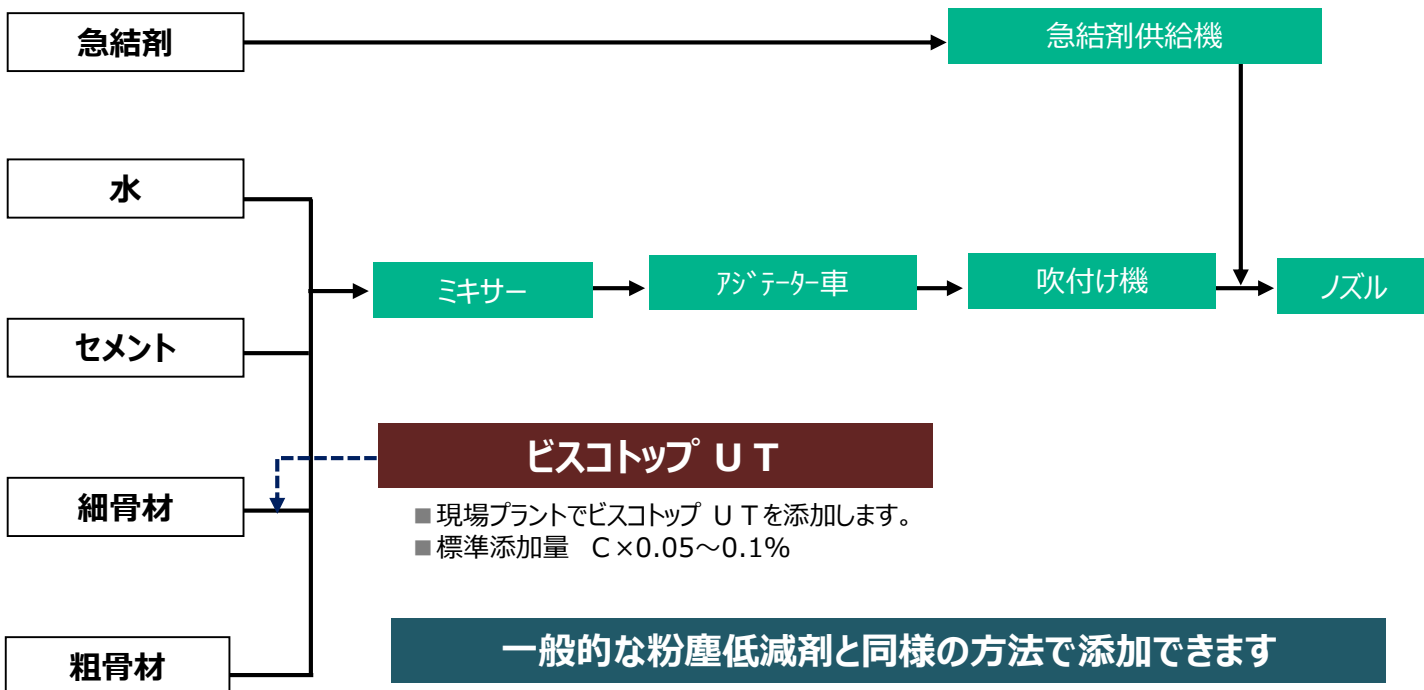 急結剤
急結剤供給機
水
ミキサー
ｱｼﾞﾃｰﾀｰ車
吹付け機
ノズル
セメント
ビスコトップ ＵＴ
細骨材
■現場プラントでビスコトップ ＵＴを添加します。
■標準添加量　Ｃ×0.05～0.1%
一般的な粉塵低減剤と同様の方法で添加できます
粗骨材